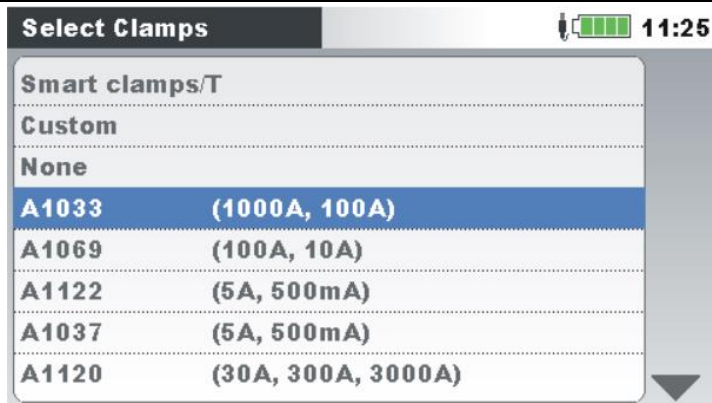 Select Clamps 11:25
Smart clamps/T
Custom
None
A1033 (1000A, 100A)
A1069 (100A, 10A)
A1122 (5A, 500mA)
A1037 (5A, 500mA)
A1120 (30A, 300A, 3000A)